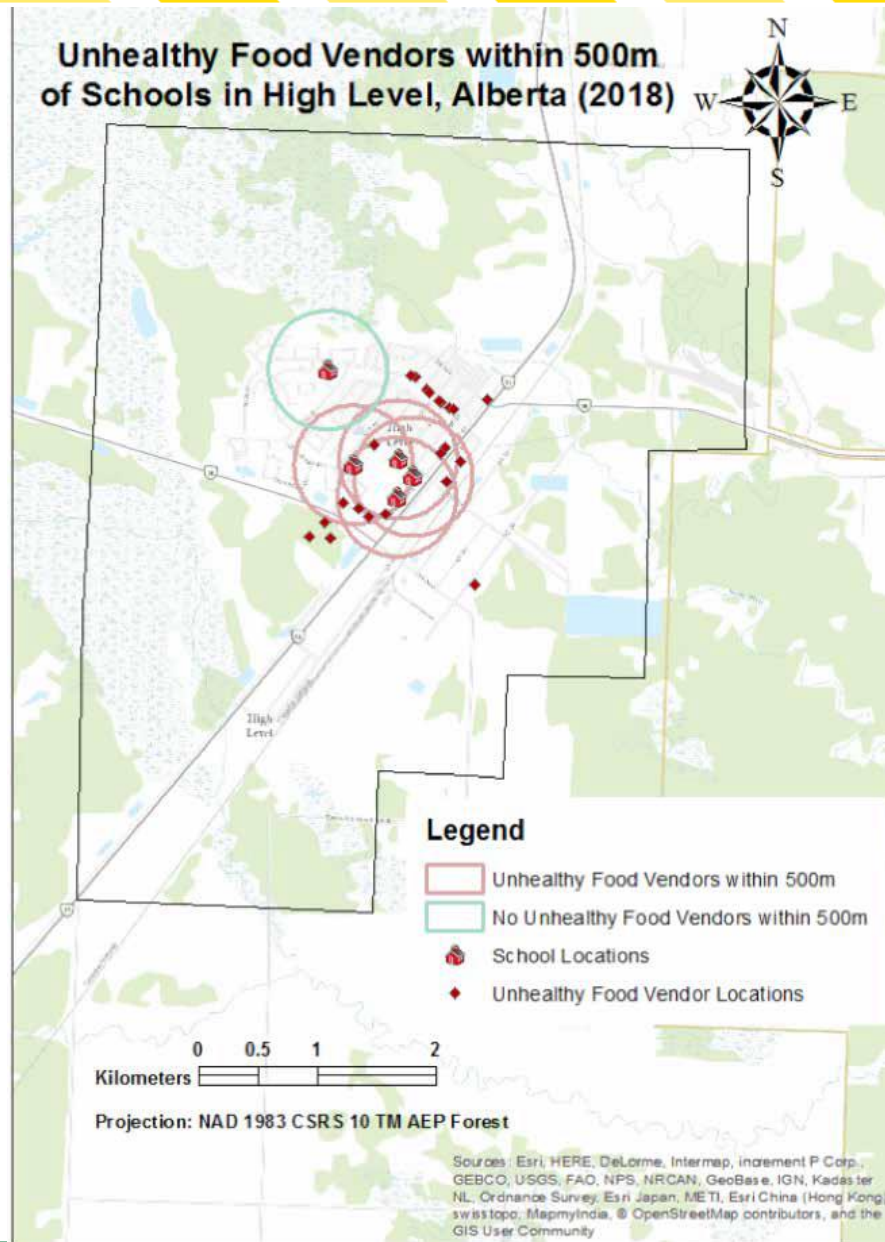 Unhealthy Food Vendors within 500m
of Schools in High Level, Alberta (2018)
N
W
E
S
High
Level
High
Level
Legend
Unhealthy Food Vendors within 500m
No Unhealthy Food Vendors within 500m
School Locations
Unhealthy Food Vendor Locations
0 0.5 1 2
Kilometers
Projection: NAD 1983 CSRS 10 TM AEP Forest
Sources: Esri, HERE, DeLorme, Intermap, increment P Corp.,
GEBCO, USGS, FAO, NPS, NRCAN, GeoBase, IGN, Kadaster
NL, Ordnance Survey, Esri Japan, METI, Esri China (Hong Kong)
swisstopo, MapmyIndia, © OpenStreetMap contributors, and the
GIS User Community